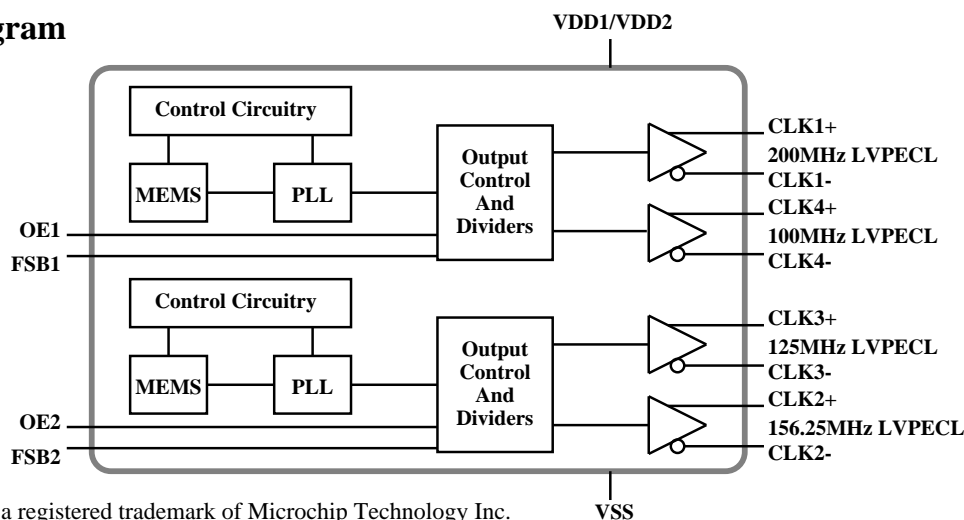 gram
VDD1/VDD2
Control Circuitry
MEMS
PLL
Output
Control
And
Dividers
CLK1+
200MHz LVPECL
CLK1-
CLK4+
100MHz LVPECL
CLK4-
OE1
FSB1
Control Circuitry
MEMS
PLL
Output
Control
And
Dividers
CLK3+
125MHz LVPECL
CLK3-
CLK2+
156.25MHz LVPECL
CLK2-
OE2
FSB2
VSS
a registered trademark of Microchip Technology Inc.